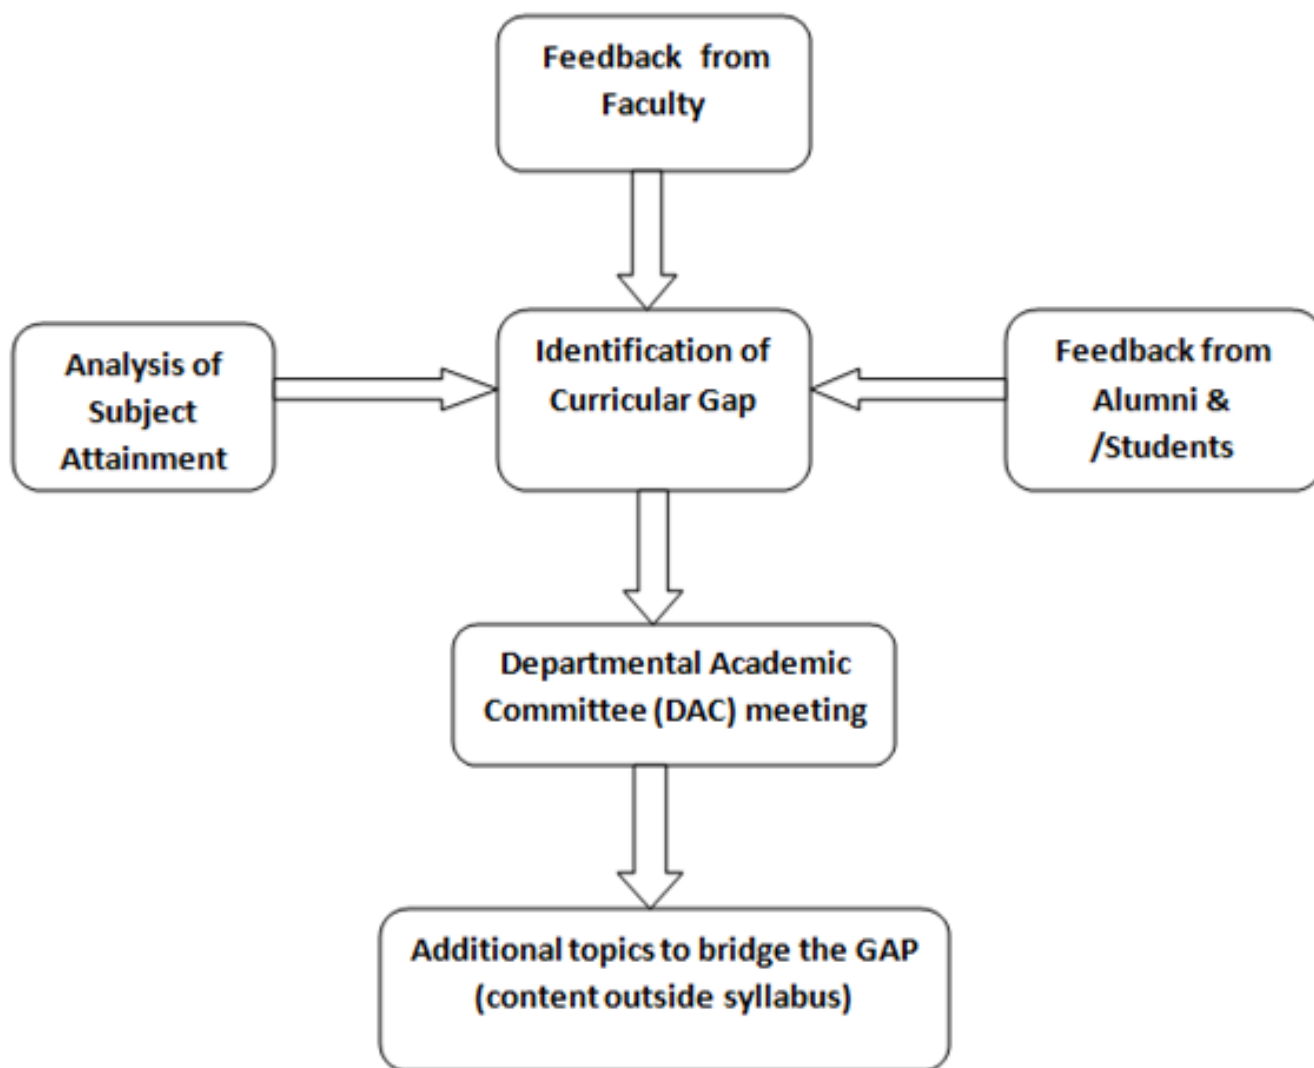 Feedback from
Faculty
Analysis of
Subject
Attainment
Identification of
Curricular Gap
Feedback from
Alumni &
/Students
Departmental Academic
Committee (DAC) meeting
Additional topics to bridge the GAP
(content outside syllabus)